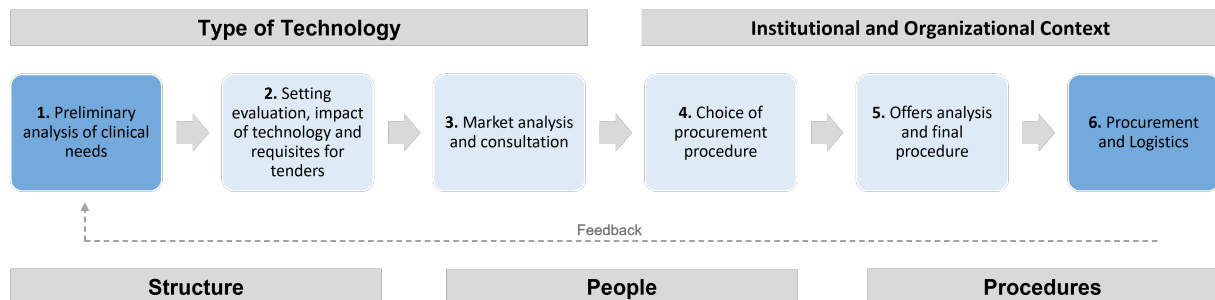 Type of Technology
Institutional and Organizational Context
1. Preliminary
analysis of clinical
needs
2. Setting
evaluation, impact
of technology and
requisites for
tenders
3. Market analysis
and consultation
4. Choice of
procurement
procedure
5. Offers analysis
and final
procedure
6. Procurement
and Logistics
Feedback
Structure
People
Procedures